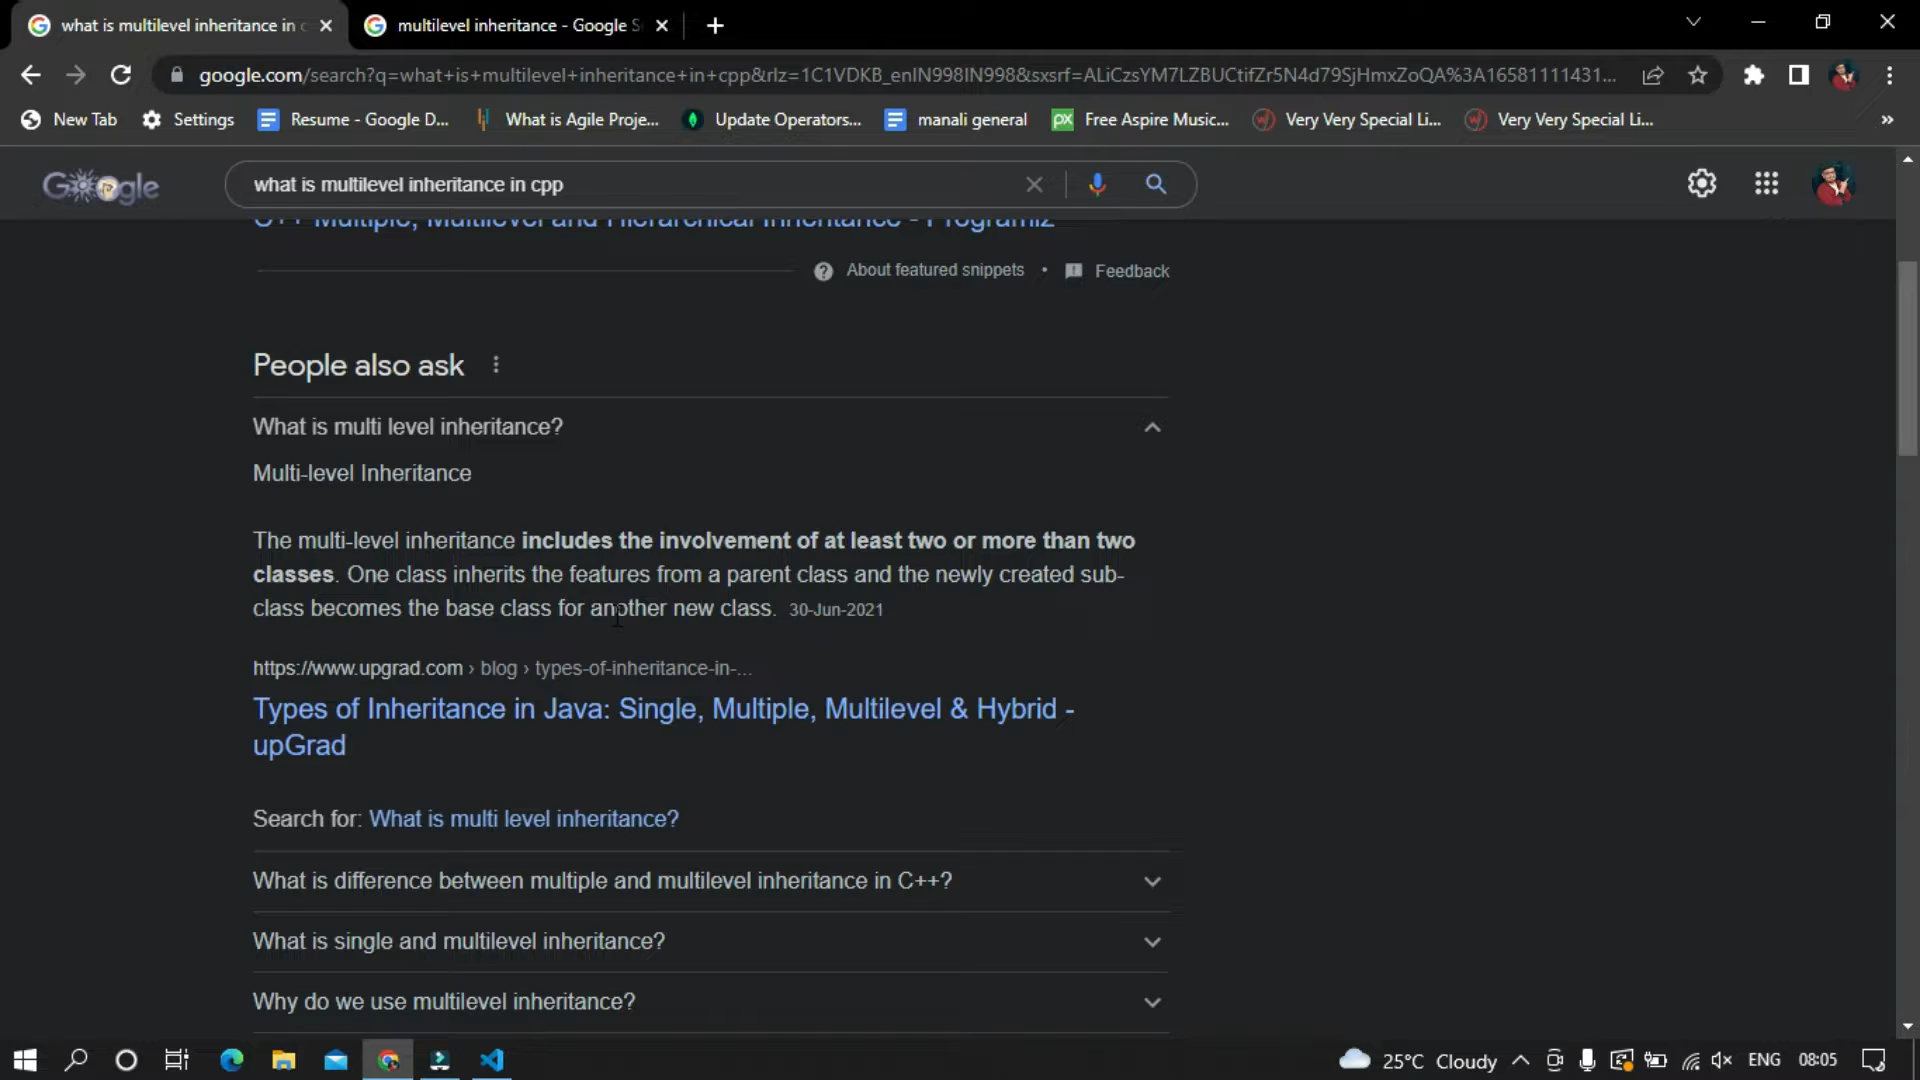 what is multilevel inheritance in c
multilevel inheritance - Google S
google.com/search?q=what+is+multilevel+inheritance+in+cpp&rlz=1C1VDKB_enIN998IN998&sxsrf=ALiCzsYM7LZBUCtifZr5N4d79SjHmxZoQA%3A16581111431...
New Tab
Settings
Resume - Google D...
What is Agile Proje...
Update Operators...
manali general
Free Aspire Music...
Very Very Special Li...
Very Very Special Li...
»
Google
what is multilevel inheritance in cpp
C++ Multiple, Multilevel and Hierarchical Inheritance - Programiz
About featured snippets • Feedback
People also ask
What is multi level inheritance?
Multi-level Inheritance
The multi-level inheritance includes the involvement of at least two or more than two
classes. One class inherits the features from a parent class and the newly created sub-
class becomes the base class for another new class. 30-Jun-2021
https://www.upgrad.com › blog › types-of-inheritance-in-...
Types of Inheritance in Java: Single, Multiple, Multilevel & Hybrid -
upGrad
Search for: What is multi level inheritance?
What is difference between multiple and multilevel inheritance in C++?
What is single and multilevel inheritance?
Why do we use multilevel inheritance?
25°C Cloudy
ENG
08:05